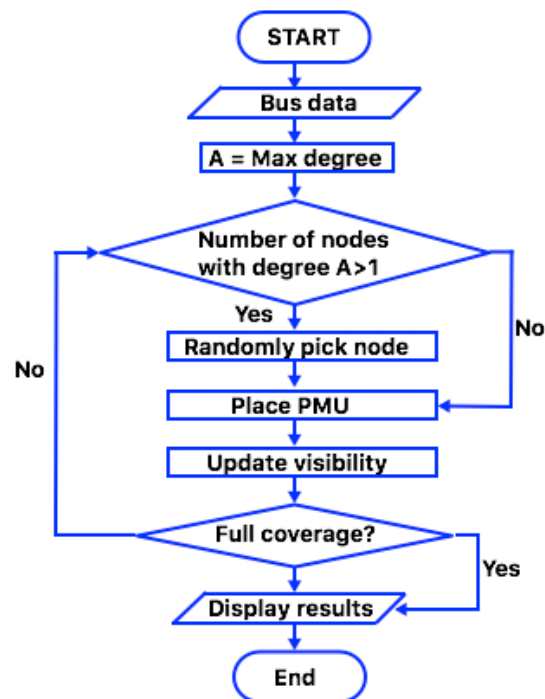 START
Bus data
A = Max degree
Number of nodes
with degree A>1
Yes
No
Randomly pick node
No
Place PMU
Update visibility
Full coverage?
Yes
Display results
End